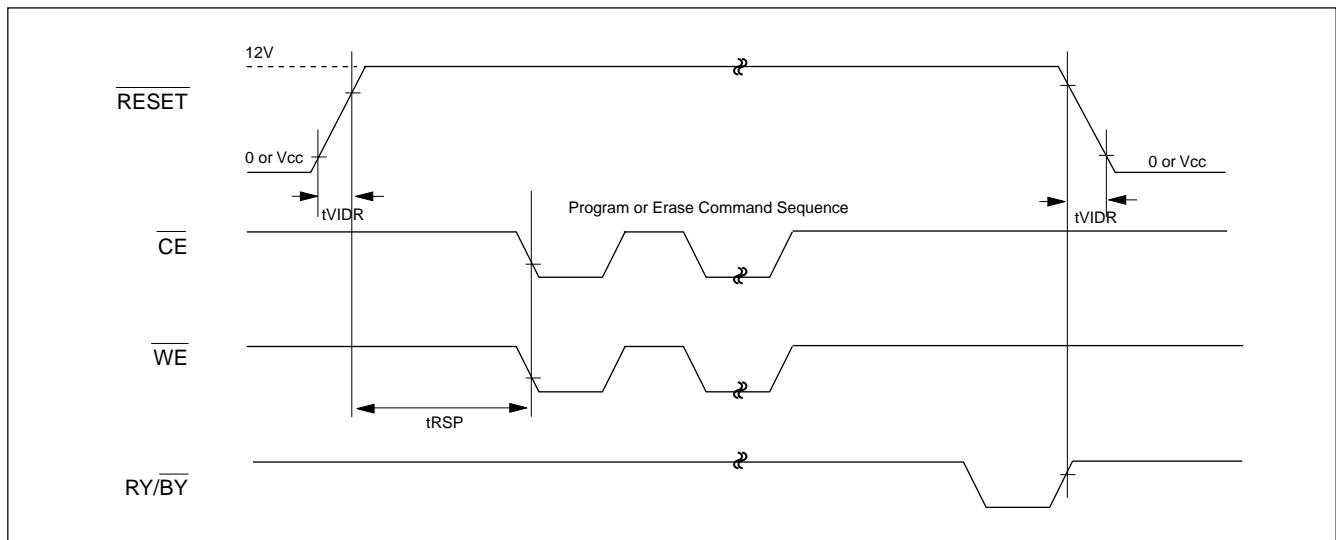 12V
RESET
0 or Vcc
0 or Vcc
tVIDR
Program or Erase Command Sequence
tVIDR
CE
WE
tRSP
RY/BY